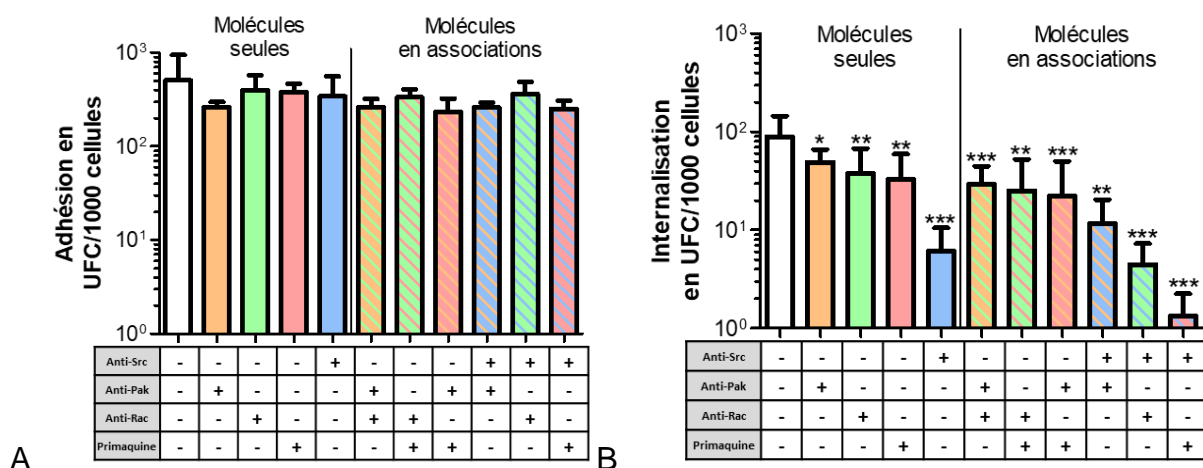 Molécules
seules
Molécules
en associations
Adhésion en
UFC/1000 cellules
10³
10²
10¹
10⁰
Anti-Src - - - - + - - - + + +
Anti-Pak - + - - - + - + + - -
Anti-Rac - - + - - + + - - + -
Primaquine - - - + - - + + - - +
A
Molécules
seules
Molécules
en associations
Internalisation
en UFC/1000 cellules
10³
10²
10¹
10⁰
* ** ** *** *** ** *** ** *** ***
Anti-Src - - - - + - - - + + +
Anti-Pak - + - - - + - + + - -
Anti-Rac - - + - - + + - - + -
Primaquine - - - + - - + + - - +
B